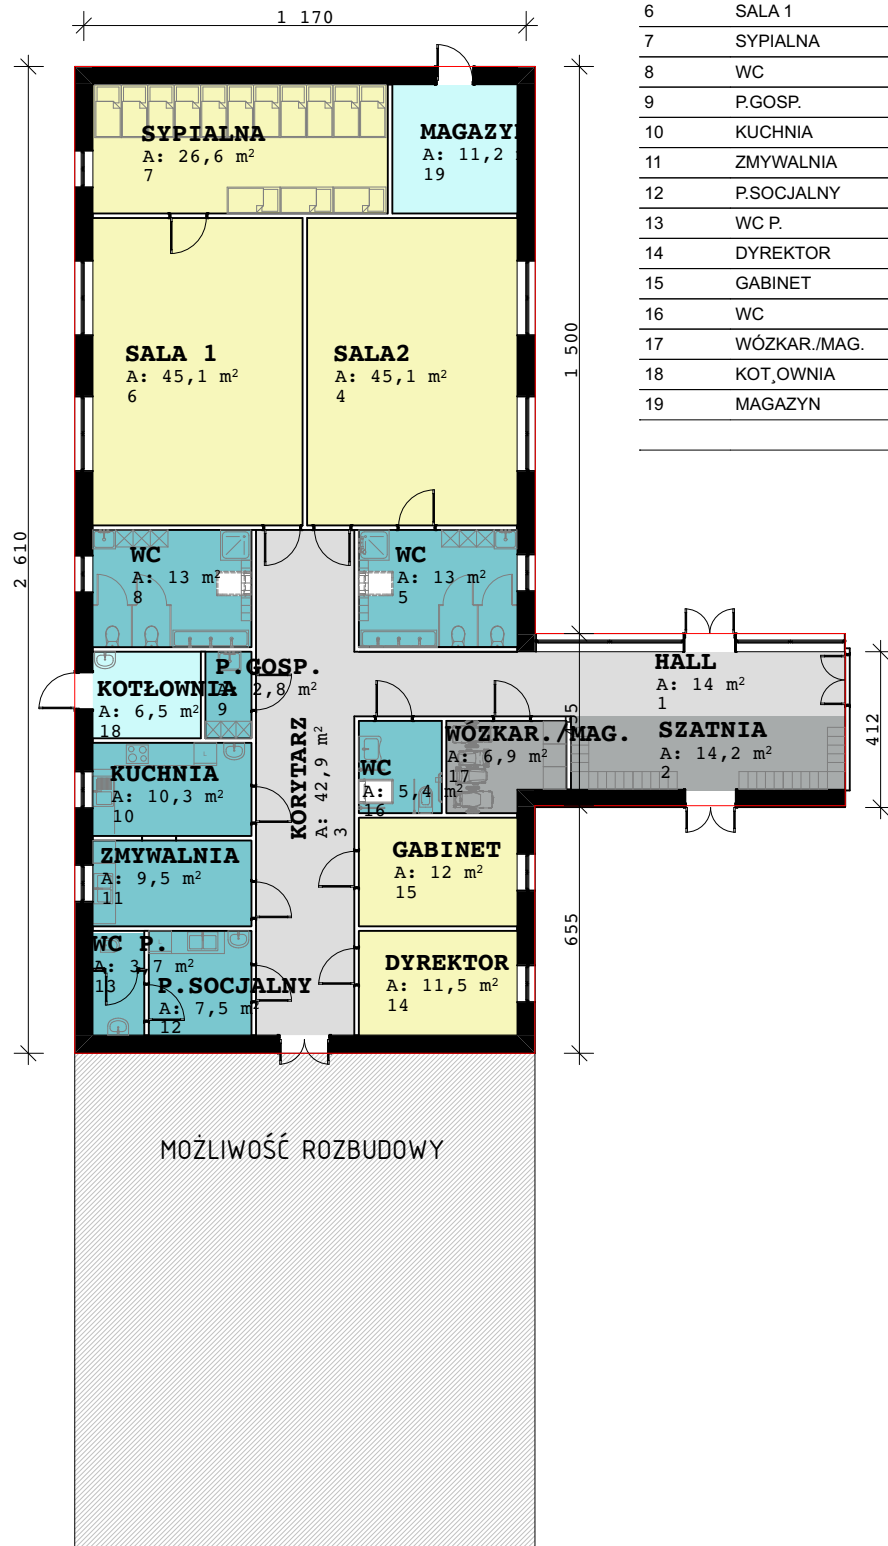 1 170
6 SALA 1
7 SYPIALNA
8 WC
9 P.GOSP.
10 KUCHNIA
11 ZMYWALNIA
12 P.SOCJALNY
13 WC P.
14 DYREKTOR
15 GABINET
16 WC
17 WÓZKAR./MAG.
18 KOT¸OWNIA
19 MAGAZYN
SYPIALNA
A: 26,6 m²
7
A: 11,2
19
SALA 1
A: 45,1 m²
6
SALA2
A: 45,1 m²
4
1 500
2 610
WC
A: 13 m²
8
WC
A: 13 m²
5
HALL
A: 14 m²
1
SZATNIA
A: 14,2 m²
2
412
P.GOSP.
2,8 m²
9
KOTŁOWNIA
A: 6,5 m²
18
KORYTARZ
A: 42,9 m²
3
WÓZKAR./MAG.
A: 6,9 m²
17
WC
A: 5,4 m²
16
KUCHNIA
A: 10,3 m²
10
ZMYWALNIA
A: 9,5 m²
11
GABINET
A: 12 m²
15
DYREKTOR
A: 11,5 m²
14
655
WC P.
A: 3,7 m²
13
P.SOCJALNY
A: 7,5 m²
12
MOŻLIWOŚĆ ROZBUDOWY